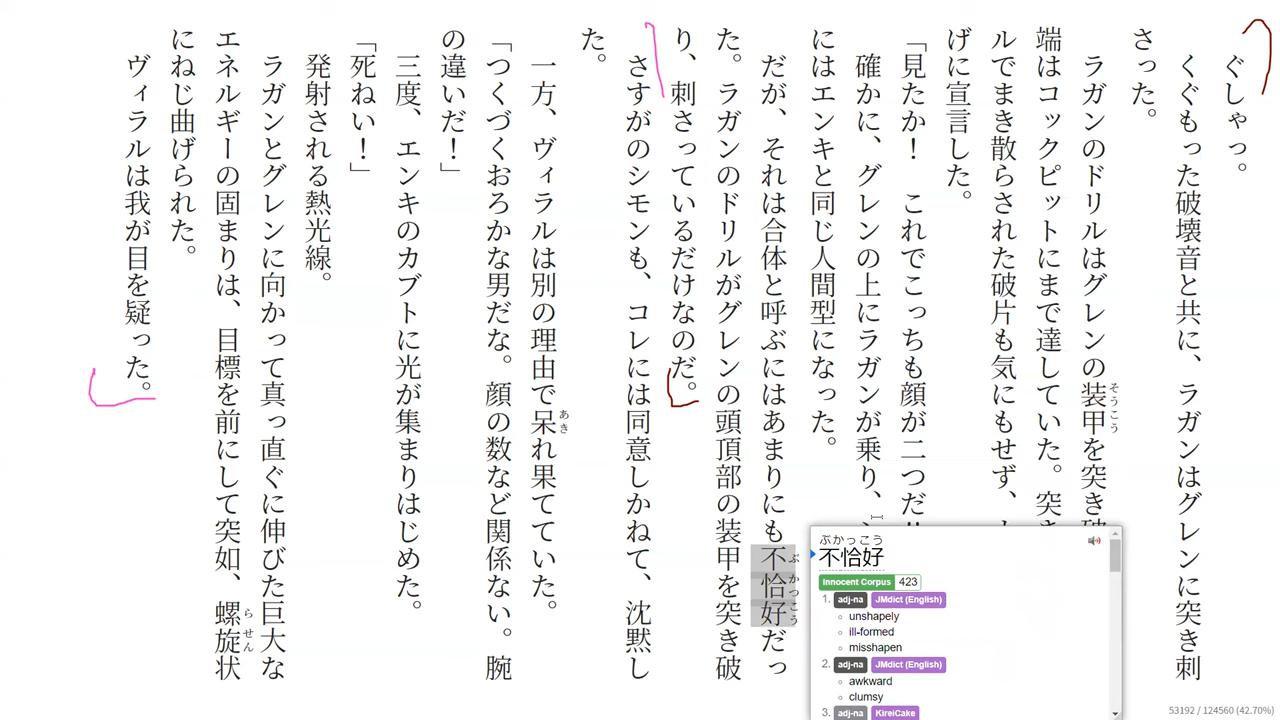 ぐしゃっ。
くぐもった破壊音と共に、ラガンはグレンに突き刺
さった。
ラガンのドリルはグレンの装甲を突き
そうこう
端はコックピットにまで達していた。突
ルでまき散らされた破片も気にもせず、
げに宣言した。
「見たか！　これでこっちも顔が二つだ
確かに、グレンの上にラガンが乗り、
にはエンキと同じ人間型になった。
だが、それは合体と呼ぶにはあまりにも不恰好だっ
ぶかっこう
た。ラガンのドリルがグレンの頭頂部の装甲を突き破
り、刺さっているだけなのだ。
さすがのシモンも、コレには同意しかねて、沈黙し
た。
一方、ヴィラルは別の理由で呆れ果てていた。
あき
「つくづくおろかな男だな。顔の数など関係ない。腕
の違いだ！」
三度、エンキのカブトに光が集まりはじめた。
「死ねい！」
発射される熱光線。
ラガンとグレンに向かって真っ直ぐに伸びた巨大な
エネルギーの固まりは、目標を前にして突如、螺旋状
らせん
にねじ曲げられた。
ヴィラルは我が目を疑った。
ぶかっこう
不恰好
Innocent Corpus 423
1. adj-na JMdict (English)
unshapely
ill-formed
misshapen
2. adj-na JMdict (English)
awkward
clumsy
3. adj-na KireiCake
53192 / 124560 (42.70%)